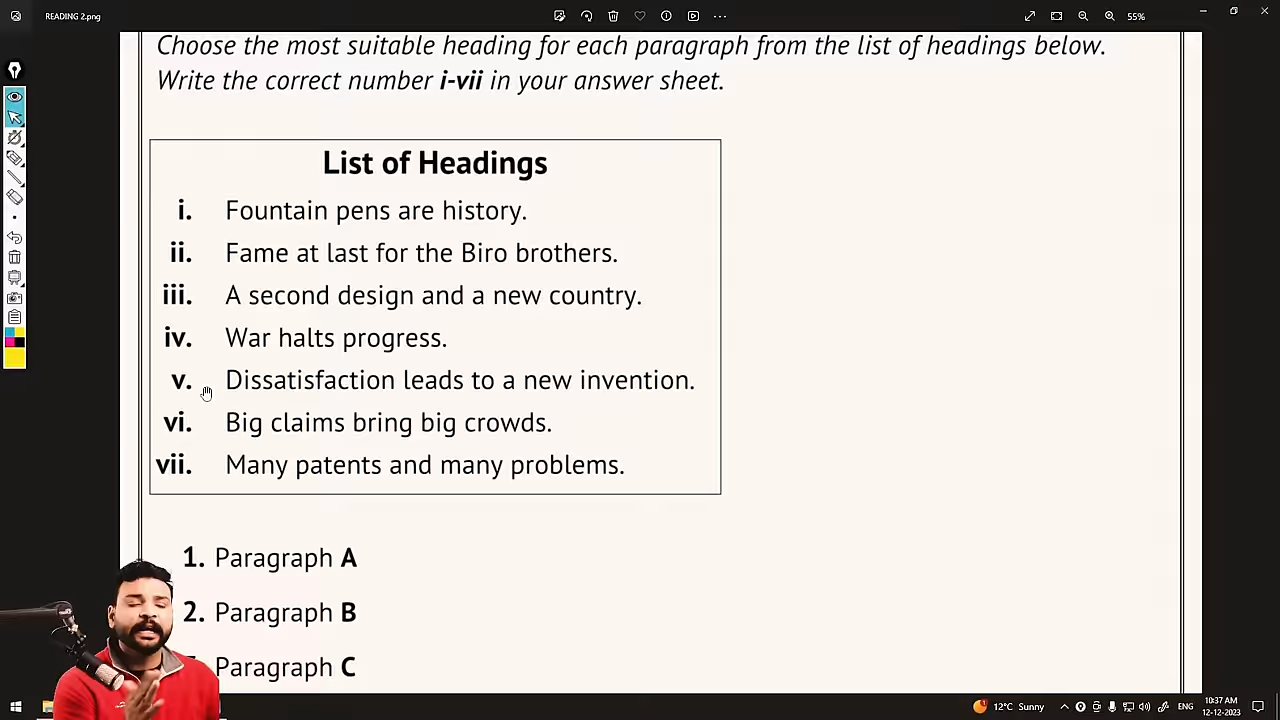 READING 2.png
55%
Choose the most suitable heading for each paragraph from the list of headings below.
Write the correct number i-vii in your answer sheet.
List of Headings
i. Fountain pens are history.
ii. Fame at last for the Biro brothers.
iii. A second design and a new country.
iv. War halts progress.
v. Dissatisfaction leads to a new invention.
vi. Big claims bring big crowds.
vii. Many patents and many problems.
1. Paragraph A
2. Paragraph B
Paragraph C
12°C Sunny
ENG
10:37 AM
12-12-2023